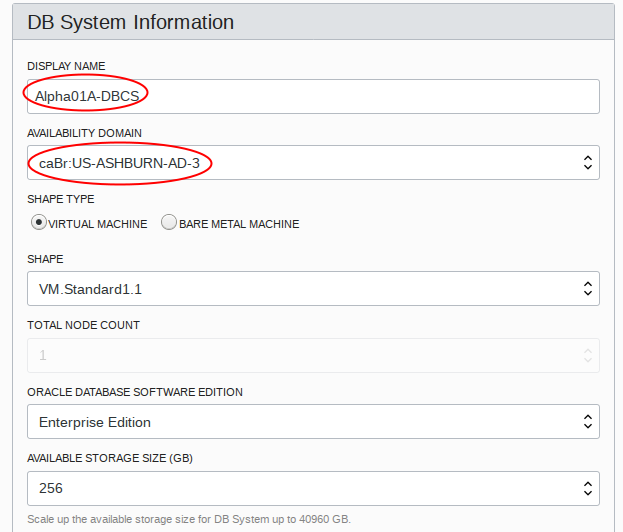 DB System Information
DISPLAY NAME
Alpha01A-DBCS
AVAILABILITY DOMAIN
caBr:US-ASHBURN-AD-3
SHAPE TYPE
VIRTUAL MACHINE BARE METAL MACHINE
SHAPE
VM.Standard1.1
TOTAL NODE COUNT
1
ORACLE DATABASE SOFTWARE EDITION
Enterprise Edition
AVAILABLE STORAGE SIZE (GB)
256
Scale up the available storage size for DB System up to 40960 GB.